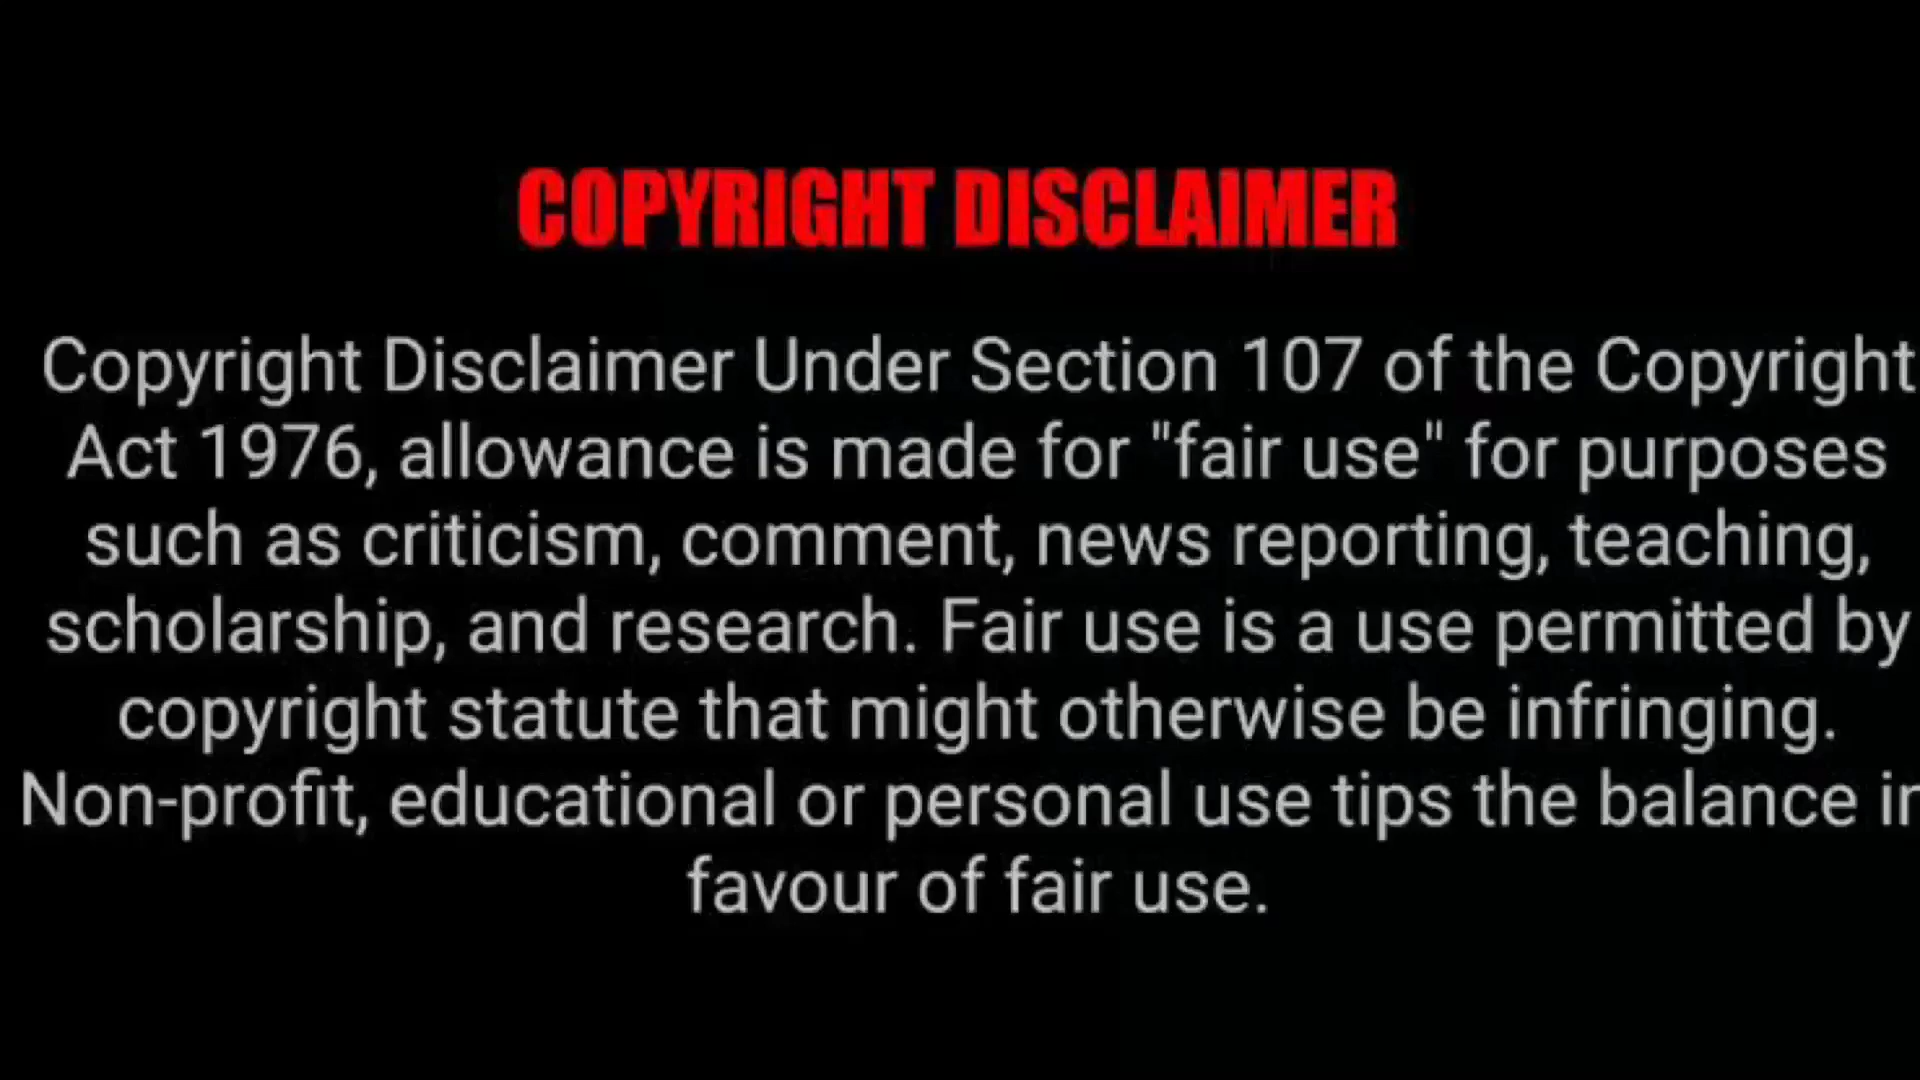 COPYRIGHT DISCLAIMER
Copyright Disclaimer Under Section 107 of the Copyright
Act 1976, allowance is made for "fair use" for purposes
such as criticism, comment, news reporting, teaching,
scholarship, and research. Fair use is a use permitted by
copyright statute that might otherwise be infringing.
Non-profit, educational or personal use tips the balance in
favour of fair use.